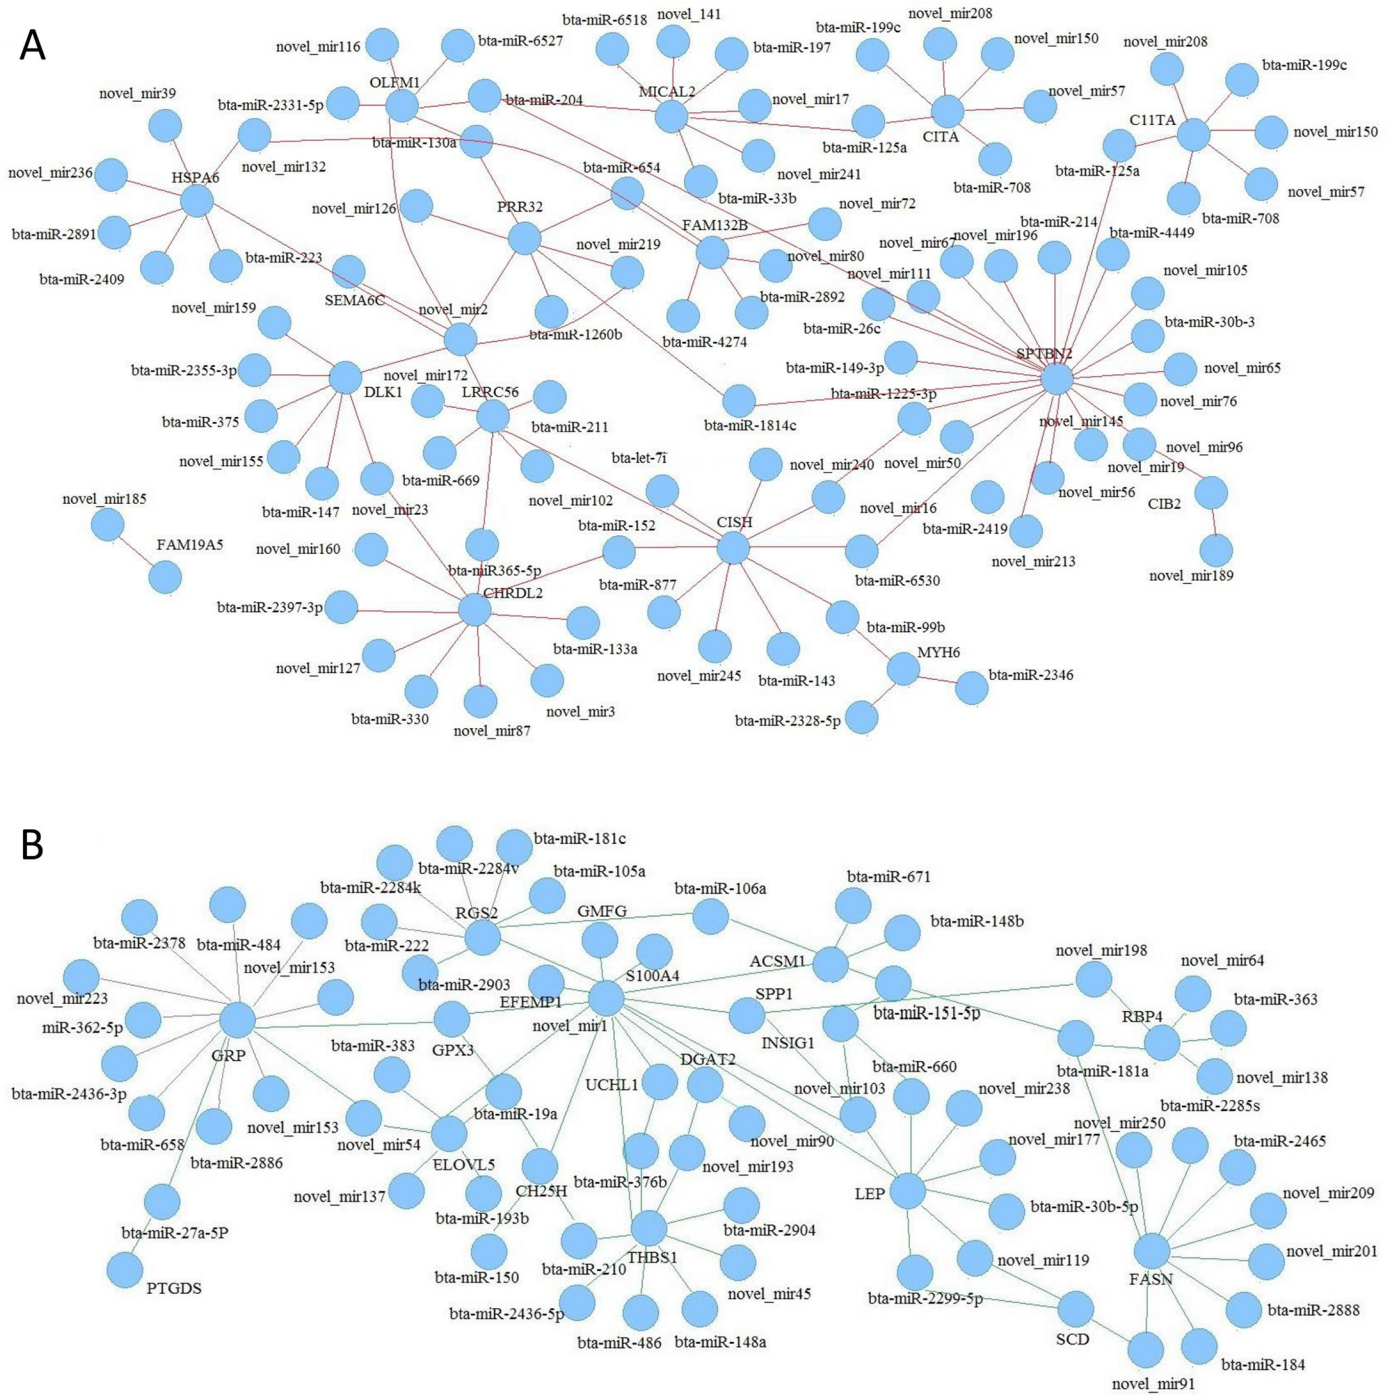 A
novel_mir116
bta-miR-6527
bta-miR-6518
novel_141
bta-miR-197
bta-miR-199c
novel_mir208
novel_mir150
novel_mir208
bta-miR-199c
novel_mir39
bta-miR-2331-5p
OLFM1
bta-miR-204
MICAL2
novel_mir17
novel_mir57
C11TA
novel_mir150
bta-miR-130a
bta-miR-125a
CITA
novel_mir132
novel_mir236
HSPA6
bta-miR-654
novel_mir241
bta-miR-125a
novel_mir57
bta-miR-708
bta-miR-33b
novel_mir126
PRR32
FAM132B
novel_mir72
bta-miR-214
bta-miR-708
bta-miR-2891
bta-miR-4449
novel_mir67
novel_mir196
novel_mir219
bta-miR-223
novel_mir80
novel_mir111
novel_mir105
bta-miR-2409
SEMA6C
bta-miR-2892
novel_mir159
novel_mir2
bta-miR-1260b
bta-miR-4274
bta-miR-26c
bta-miR-30b-3
SPTBN2
bta-miR-2355-3p
bta-miR-149-3p
novel_mir65
novel_mir172
DLK1
LRRC56
bta-miR-1225-3p
novel_mir76
bta-miR-375
bta-miR-211
bta-miR-1814c
novel_mir145
novel_mir155
bta-let-7i
novel_mir240
novel_mir50
novel_mir96
novel_mir19
bta-miR-669
novel_mir185
bta-miR-147
novel_mir23
novel_mir102
novel_mir16
novel_mir56
CIB2
bta-miR-152
CISH
bta-miR-2419
FAM19A5
novel_mir160
novel_mir213
bta-miR365-5p
bta-miR-877
bta-miR-6530
novel_mir189
CHRDL2
bta-miR-2397-3p
bta-miR-133a
bta-miR-99b
novel_mir127
novel_mir245
bta-miR-143
MYH6
bta-miR-2346
bta-miR-330
novel_mir3
novel_mir87
bta-miR-2328-5p
B
bta-miR-181c
bta-miR-2284v
bta-miR-105a
bta-miR-2284k
bta-miR-106a
bta-miR-671
RGS2
GMFG
bta-miR-148b
bta-miR-2378
bta-miR-484
bta-miR-222
novel_mir198
novel_mir153
ACSM1
novel_mir64
S100A4
bta-miR-2903
SPP1
novel_mir223
EFEMP1
bta-miR-363
miR-362-5p
novel_mir1
bta-miR-151-5p
RBP4
INSIG1
GRP
bta-miR-383
GPX3
DGAT2
bta-miR-660
bta-miR-181a
novel_mir138
bta-miR-2436-3p
UCHL1
novel_mir103
novel_mir238
bta-miR-2285s
bta-miR-19a
novel_mir153
novel_mir250
bta-miR-658
novel_mir54
novel_mir90
novel_mir177
bta-miR-2465
bta-miR-2886
ELOVL5
novel_mir193
novel_mir137
CH25H
bta-miR-376b
LEP
novel_mir209
bta-miR-30b-5p
bta-miR-193b
bta-miR-27a-5P
bta-miR-2904
THBS1
novel_mir201
bta-miR-150
bta-miR-210
novel_mir119
PTGDS
FASN
novel_mir45
bta-miR-2299-5p
bta-miR-2436-5p
bta-miR-2888
bta-miR-486
bta-miR-148a
SCD
bta-miR-184
novel_mir91